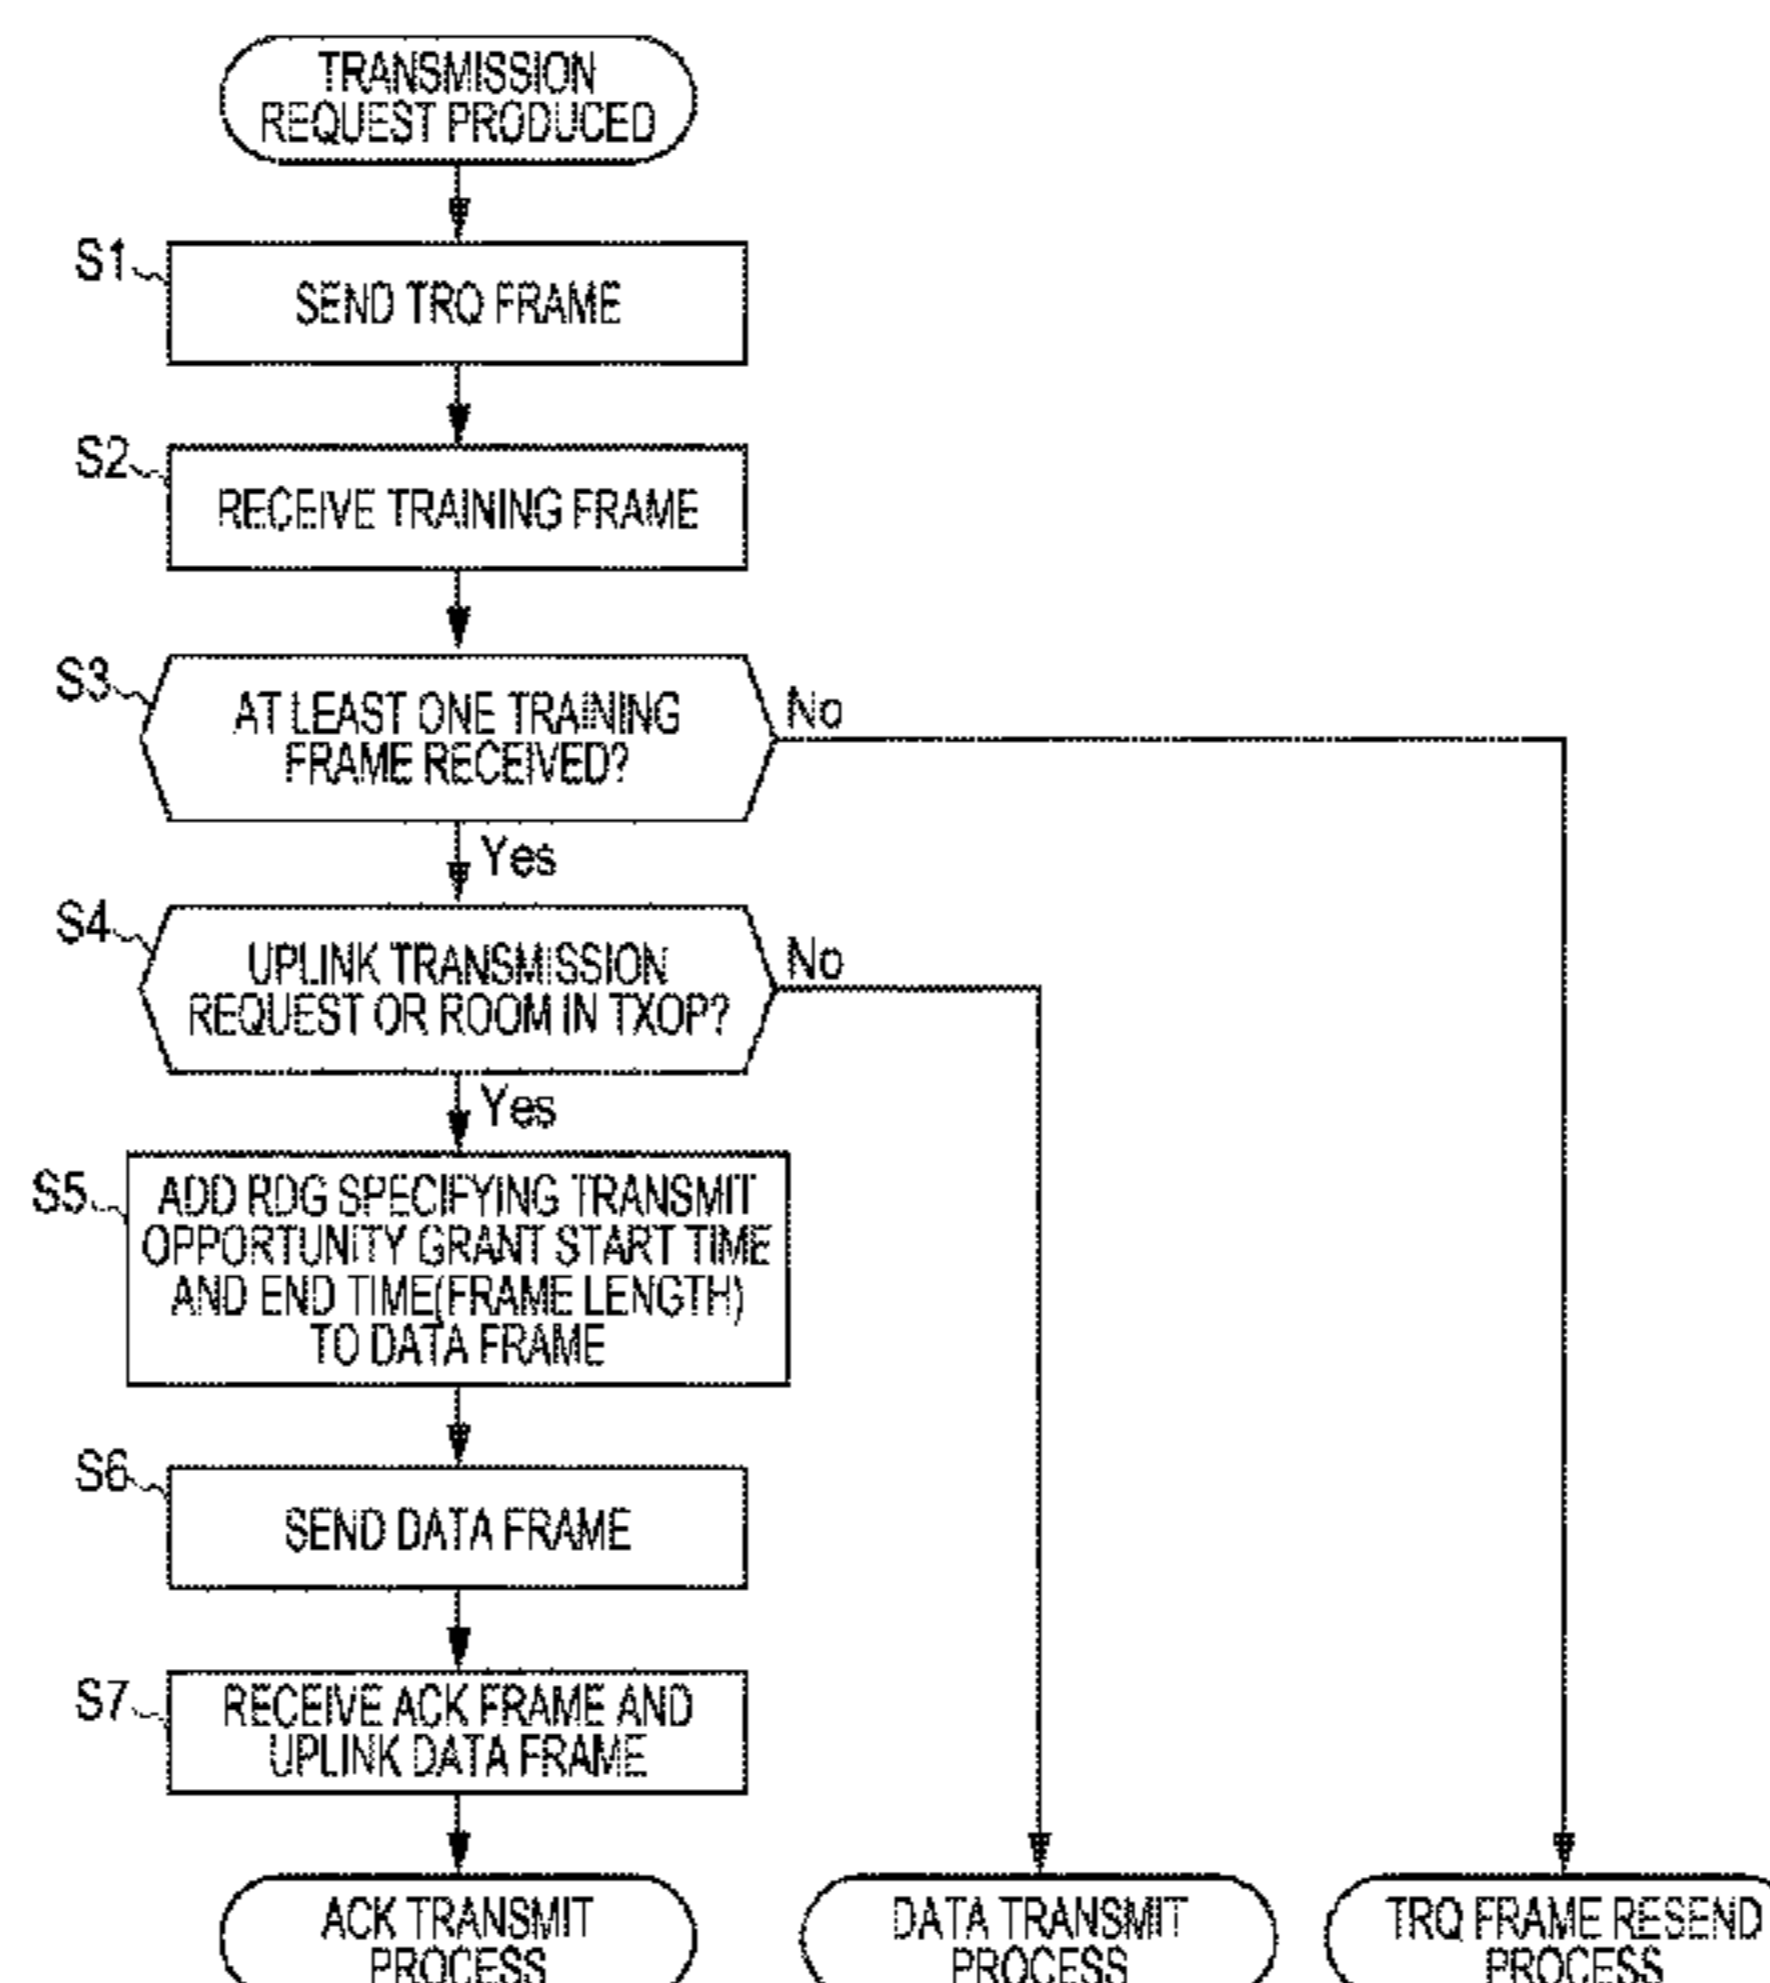 TRANSMISSION
REQUEST PRODUCED
S1
SEND TRQ FRAME
S2
RECEIVE TRAINING FRAME
S3
AT LEAST ONE TRAINING
FRAME RECEIVED?
No
Yes
S4
UPLINK TRANSMISSION
REQUEST OR ROOM IN TXOP?
No
Yes
S5
ADD RDG SPECIFYING TRANSMIT
OPPORTUNITY GRANT START TIME
AND END TIME(FRAME LENGTH)
TO DATA FRAME
S6
SEND DATA FRAME
S7
RECEIVE ACK FRAME AND
UPLINK DATA FRAME
ACK TRANSMIT
PROCESS
DATA TRANSMIT
PROCESS
TRQ FRAME RESEND
PROCESS